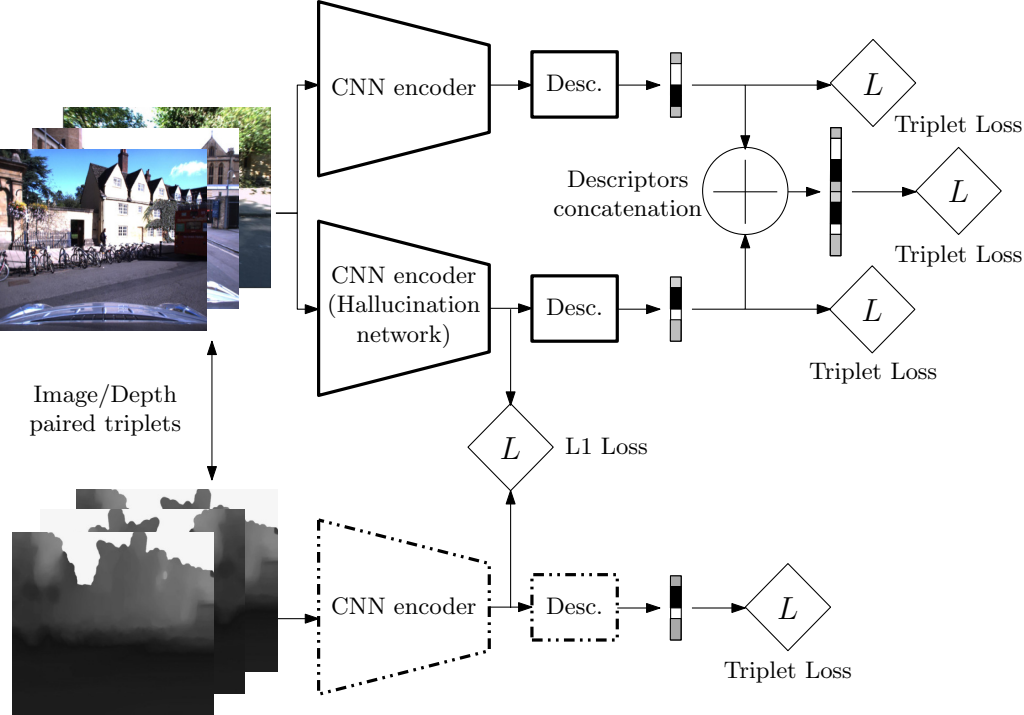 CNN encoder
Desc.
L
Triplet Loss
Descriptors
concatenation
L
Triplet Loss
CNN encoder
(Hallucination
network)
Desc.
L
Triplet Loss
Image/Depth
paired triplets
L
L1 Loss
CNN encoder
Desc.
L
Triplet Loss